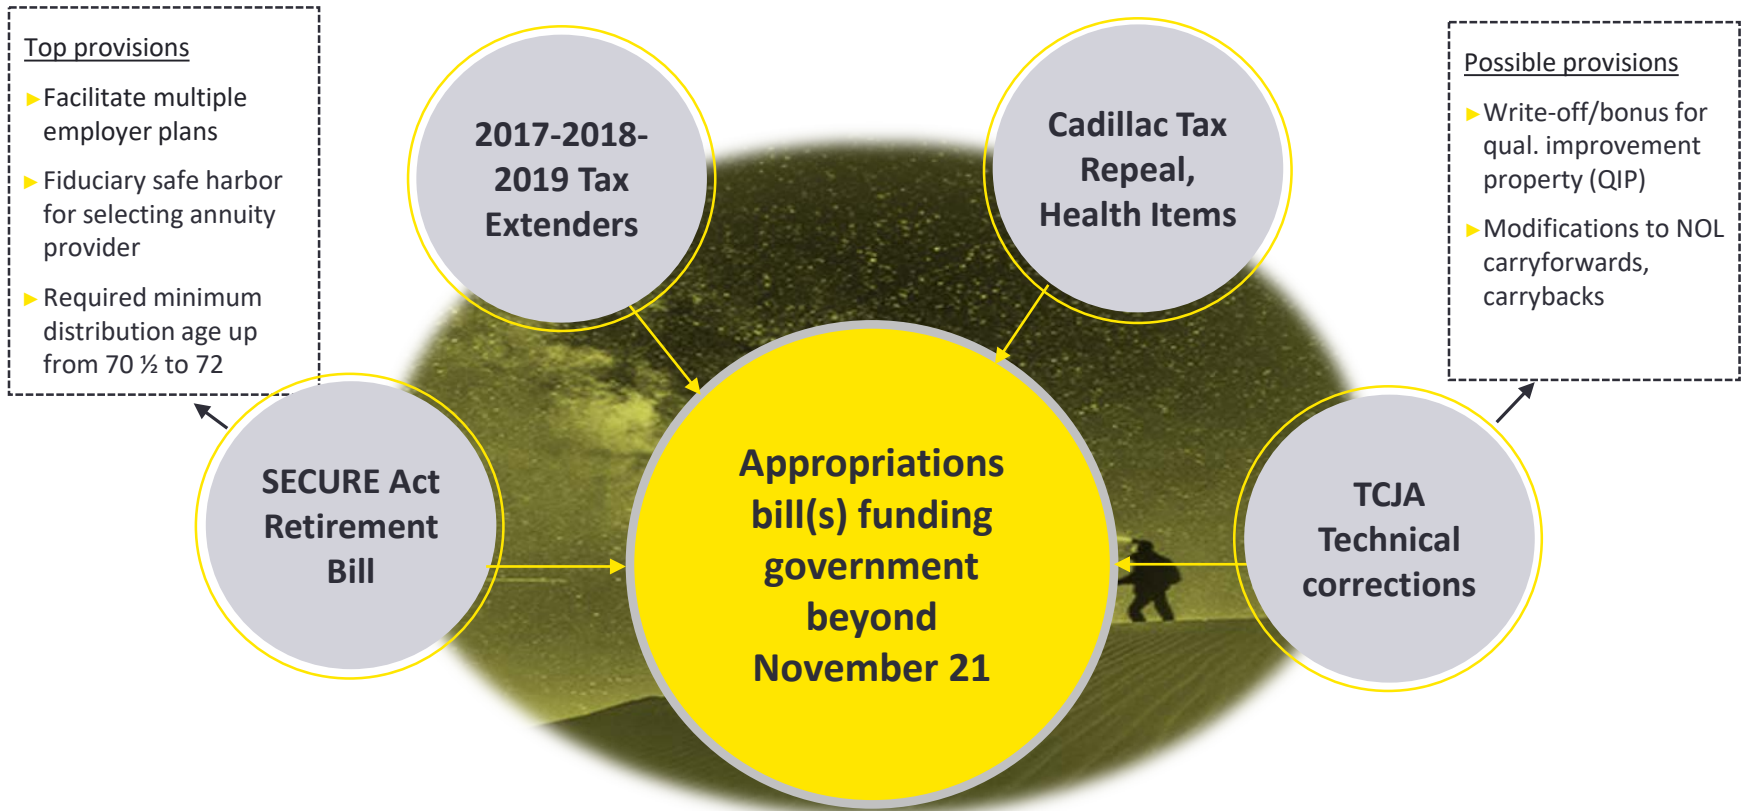 Top provisions
►Facilitate multiple
employer plans
►Fiduciary safe harbor
for selecting annuity
provider
►Required minimum
distribution age up
from 70 ½ to 72
2017-2018-
2019 Tax
Extenders
Cadillac Tax
Repeal,
Health Items
Possible provisions
►Write-off/bonus for
qual. improvement
property (QIP)
►Modifications to NOL
carryforwards,
carrybacks
SECURE Act
Retirement
Bill
Appropriations
bill(s) funding
government
beyond
November 21
TCJA
Technical
corrections